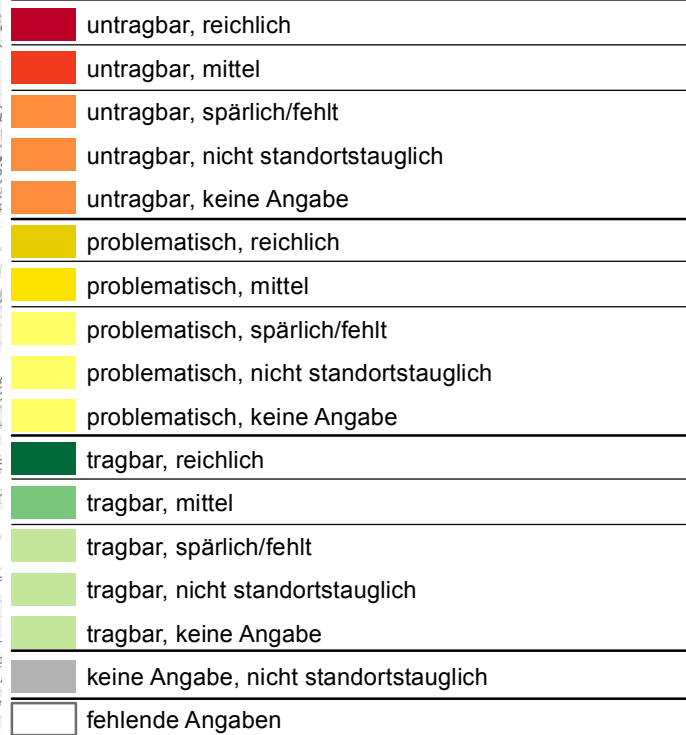 untragbar, reichlich
untragbar, mittel
untragbar, spärlich/fehlt
untragbar, nicht standortstauglich
untragbar, keine Angabe
problematisch, reichlich
problematisch, mittel
problematisch, spärlich/fehlt
problematisch, nicht standortstauglich
problematisch, keine Angabe
tragbar, reichlich
tragbar, mittel
tragbar, spärlich/fehlt
tragbar, nicht standortstauglich
tragbar, keine Angabe
keine Angabe, nicht standortstauglich
fehlende Angaben